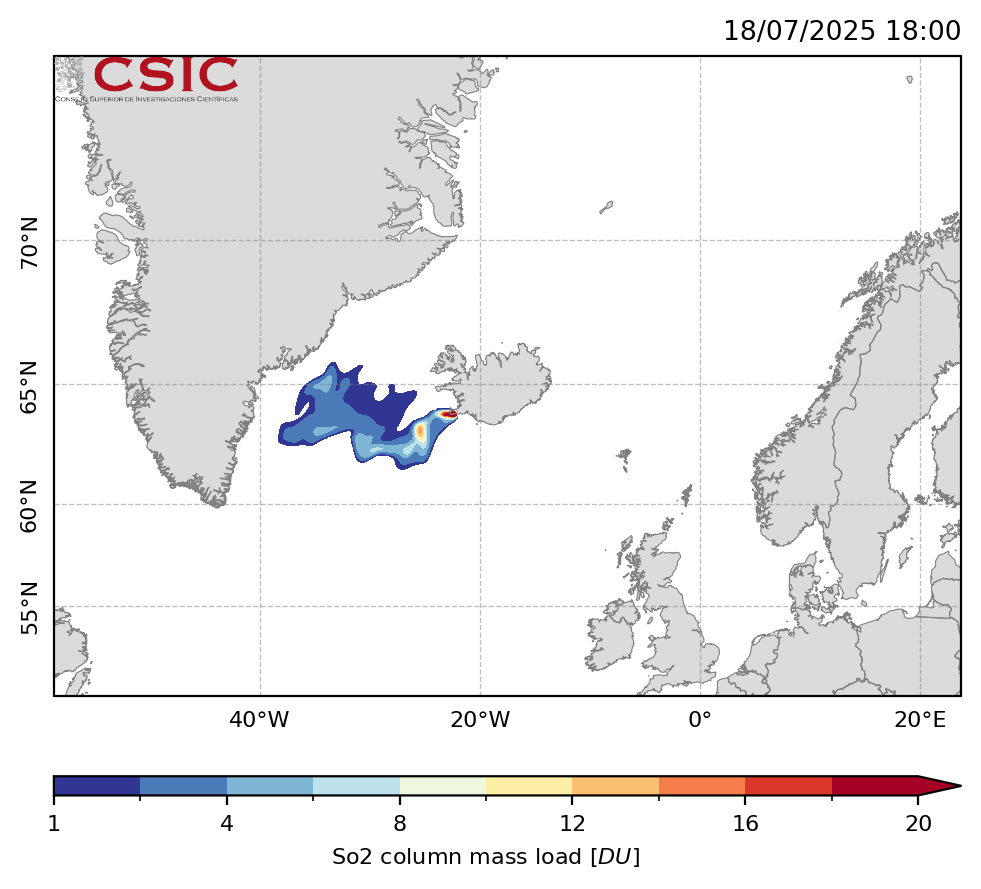 18/07/2025 18:00
CSIC
CONSEJO SUPERIOR DE INVESTIGACIONES CIENTÍFICAS
70°N
65°N
60°N
55°N
40°W 20°W 0° 20°E
1 4 8 12 16 20
So2 column mass load [DU]